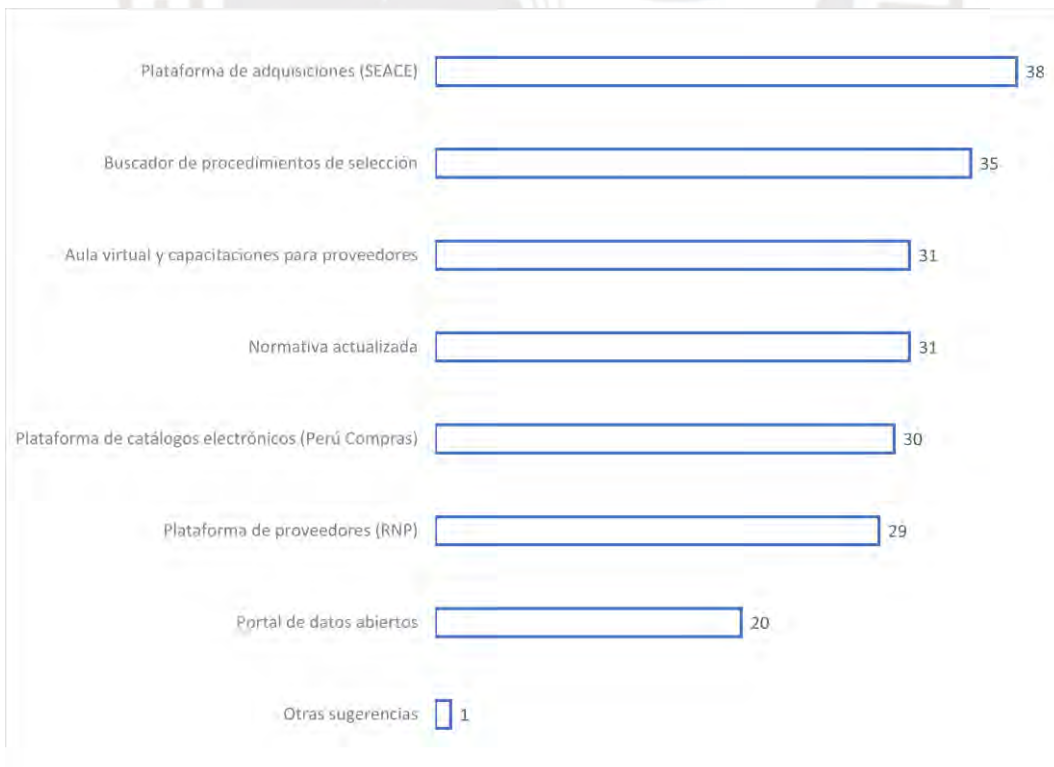 Plataforma de adquisiciones (SEACE) 38
Buscador de procedimientos de selección 35
Aula virtual y capacitaciones para proveedores 31
Normativa actualizada 31
Plataforma de catálogos electrónicos (Perú Compras) 30
Plataforma de proveedores (RNP) 29
Portal de datos abiertos 20
Otras sugerencias 1